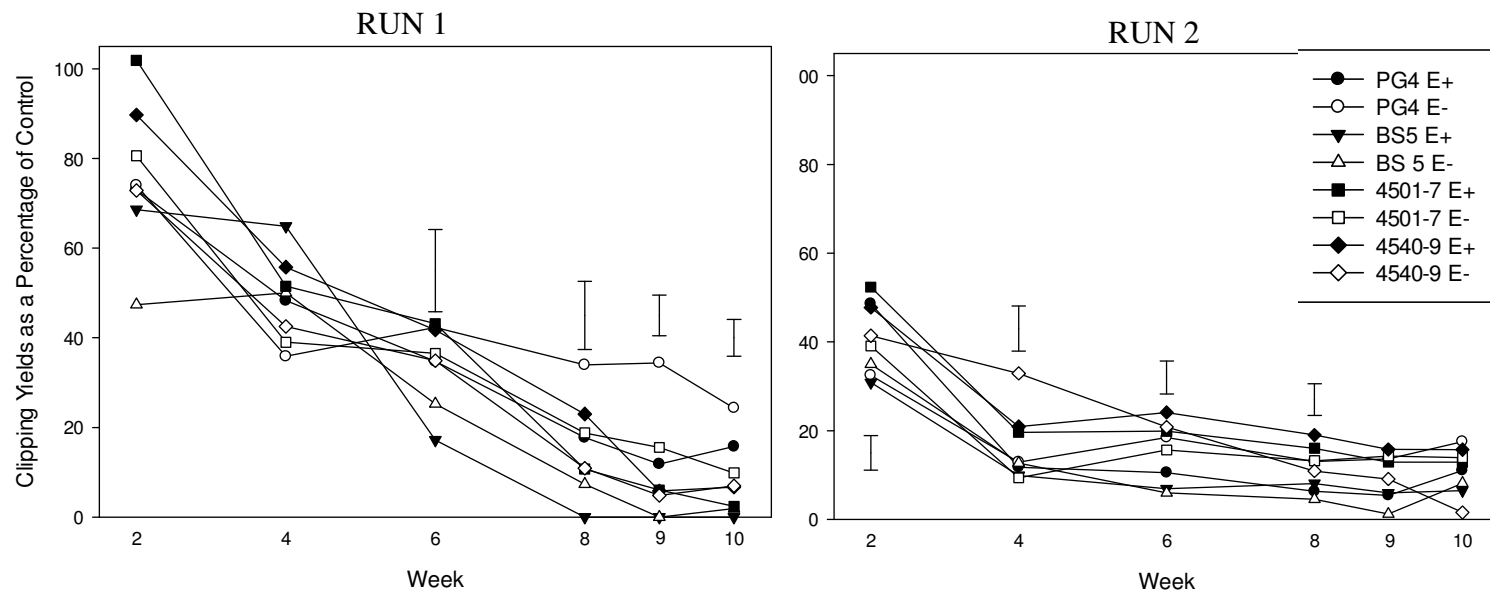 RUN 1
Clipping Yields as a Percentage of Control
100
80
60
40
20
0
2 4 6 8 9 10
Week
RUN 2
00
80
60
40
20
00
2 4 6 8 9 10
Week
PG4 E+
PG4 E-
BS5 E+
BS 5 E-
4501-7 E+
4501-7 E-
4540-9 E+
4540-9 E-